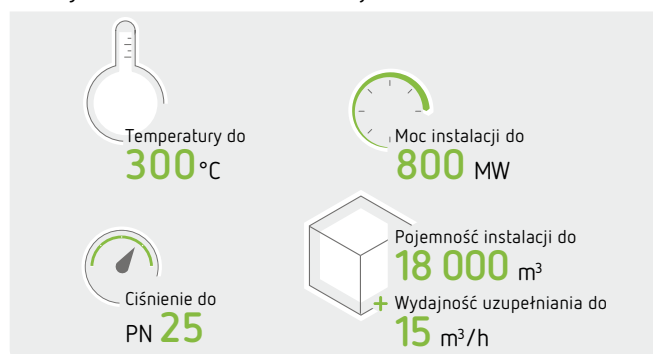 Temperatury do
300 °C
Moc instalacji do
800 MW
Ciśnienie do
PN 25
Pojemność instalacji do
18 000 m³
+ Wydajność uzupełniania do
15 m³/h